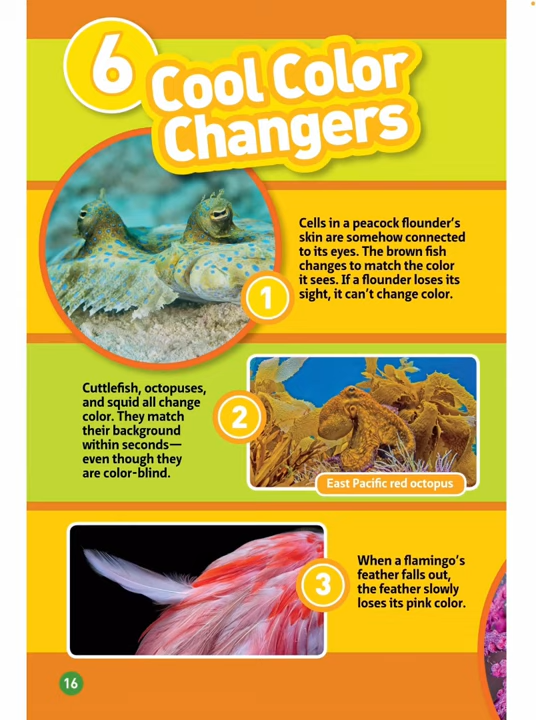 6
Cool Color
Changers
Cells in a peacock flounder's
skin are somehow connected
to its eyes. The brown fish
changes to match the color
it sees. If a flounder loses its
sight, it can't change color.
1
Cuttlefish, octopuses,
and squid all change
color. They match
their background
within seconds—
even though they
are color-blind.
2
East Pacific red octopus
When a flamingo's
feather falls out,
the feather slowly
loses its pink color.
3
16